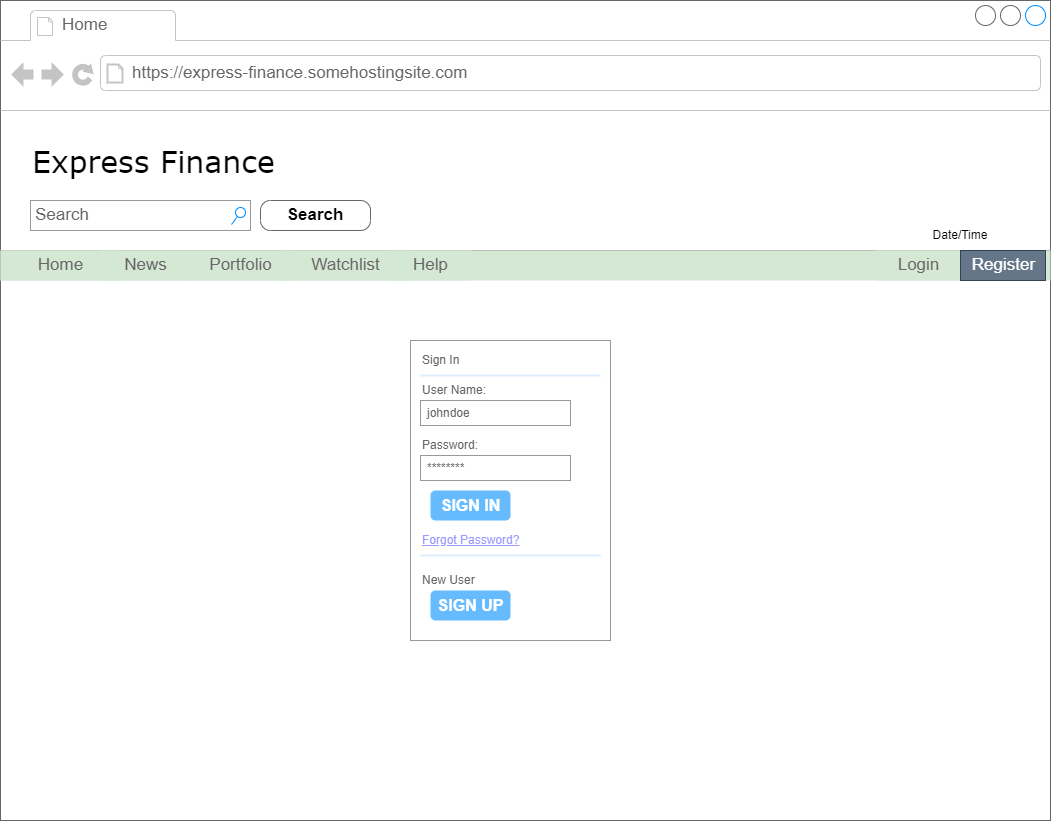 Home
https://express-finance.somehostingsite.com
Express Finance
Search Search
Date/Time
Home News Portfolio Watchlist Help Login Register
Sign In
User Name:
johndoe
Password:
********
SIGN IN
Forgot Password?
New User
SIGN UP